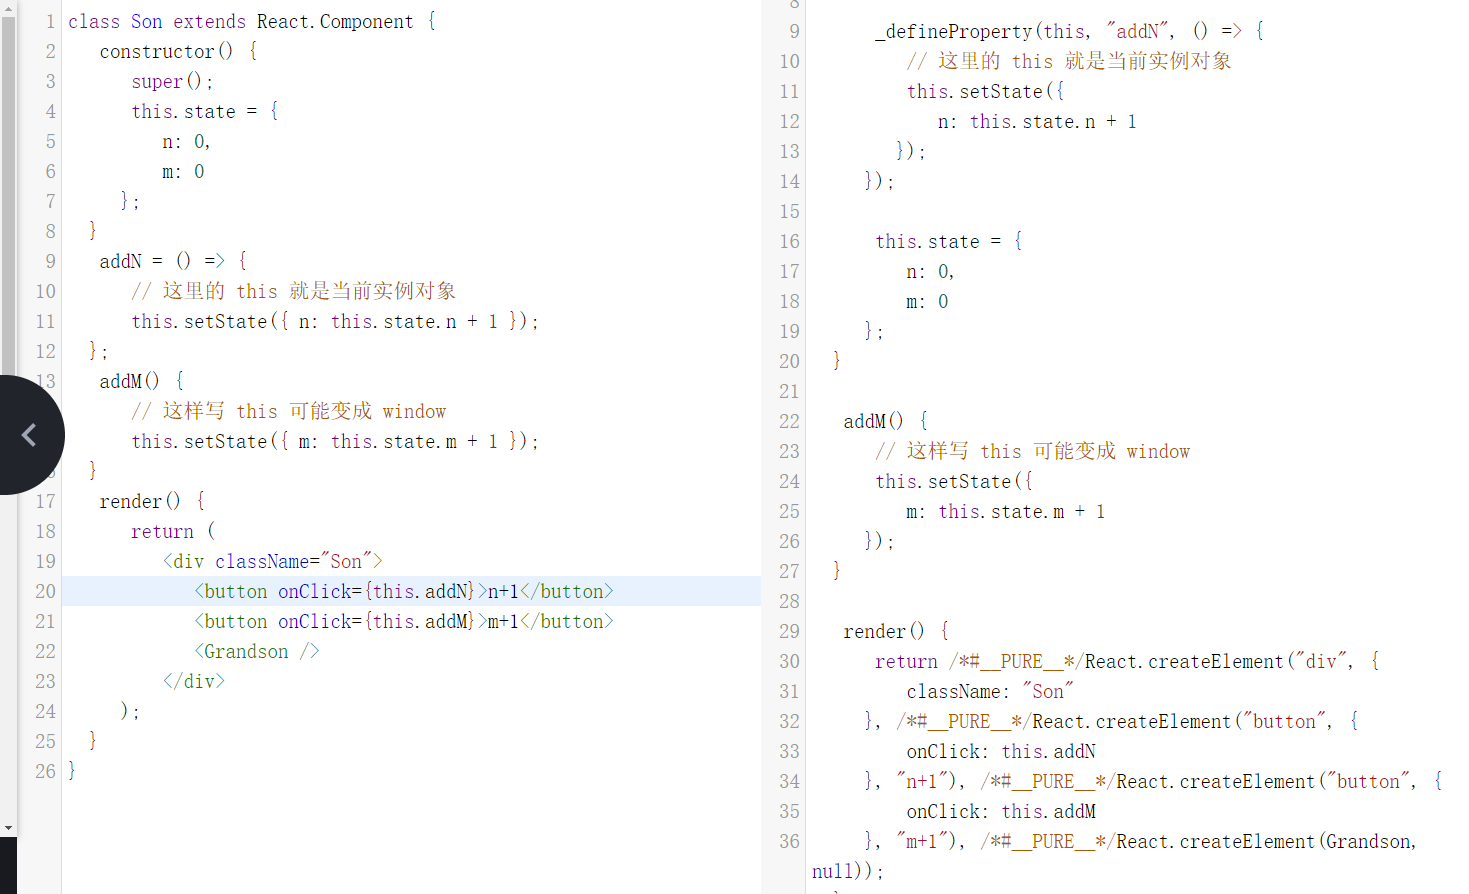 1 class Son extends React.Component {
2 constructor() {
3 super();
4 this.state = {
5 n: 0,
6 m: 0
7 };
8 }
9 addN = () => {
10 // 这里的 this 就是当前实例对象
11 this.setState({ n: this.state.n + 1 });
12 };
13 addM() {
// 这样写 this 可能变成 window
this.setState({ m: this.state.m + 1 });
}
17 render() {
18 return (
19 <div className="Son">
20 <button onClick={this.addN}>n+1</button>
21 <button onClick={this.addM}>m+1</button>
22 <Grandson />
23 </div>
24 );
25 }
26 }
8
9 _defineProperty(this, "addN", () => {
10 // 这里的 this 就是当前实例对象
11 this.setState({
12 n: this.state.n + 1
13 });
14 });
15
16 this.state = {
17 n: 0,
18 m: 0
19 };
20 }
21
22 addM() {
23 // 这样写 this 可能变成 window
24 this.setState({
25 m: this.state.m + 1
26 });
27 }
28
29 render() {
30 return /*#__PURE__*/React.createElement("div", {
31 className: "Son"
32 }, /*#__PURE__*/React.createElement("button", {
33 onClick: this.addN
34 }, "n+1"), /*#__PURE__*/React.createElement("button", {
35 onClick: this.addM
36 }, "m+1"), /*#__PURE__*/React.createElement(Grandson,
null));